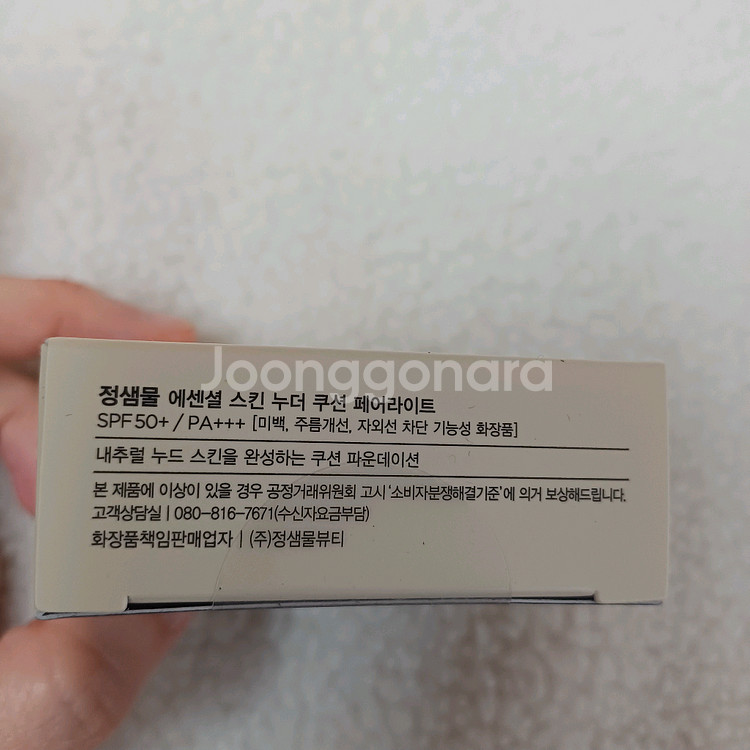 Joonggonara
정샘물 에센셜 스킨 누더 쿠션 페어라이트
SPF 50+ / PA+++ [미백, 주름개선, 자외선 차단 기능성 화장품]
내추럴 누드 스킨을 완성하는 쿠션 파운데이션
본 제품에 이상이 있을 경우 공정거래위원회 고시 '소비자분쟁해결기준'에 의거 보상해드립니다.
고객상담실 | 080-816-7671(수신자요금부담)
화장품책임판매업자 | (주)정샘물뷰티